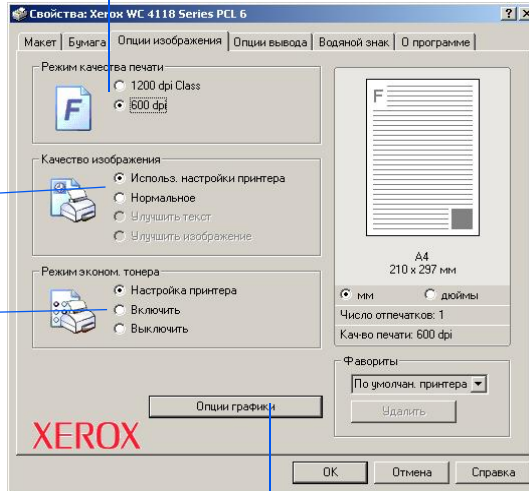 Свойства: Xerox WC 4118 Series PCL 6
Макет Бумага Опции изображения Опции вывода Водяной знак О программе
Режим качества печати
1200 dpi Class
600 dpi
Качество изображения
Использ. настройки принтера
Нормальное
Улучшить текст
Улучшить изображение
Режим эконом. тонера
Настройка принтера
Включить
Выключить
Опции графики
XEROX
F
F
A4
210 x 297 мм
мм дюймы
Число отпечатков: 1
Кач-во печати: 600 dpi
Фавориты
По умолчан. принтера
Удалить
OK Отмена Справка